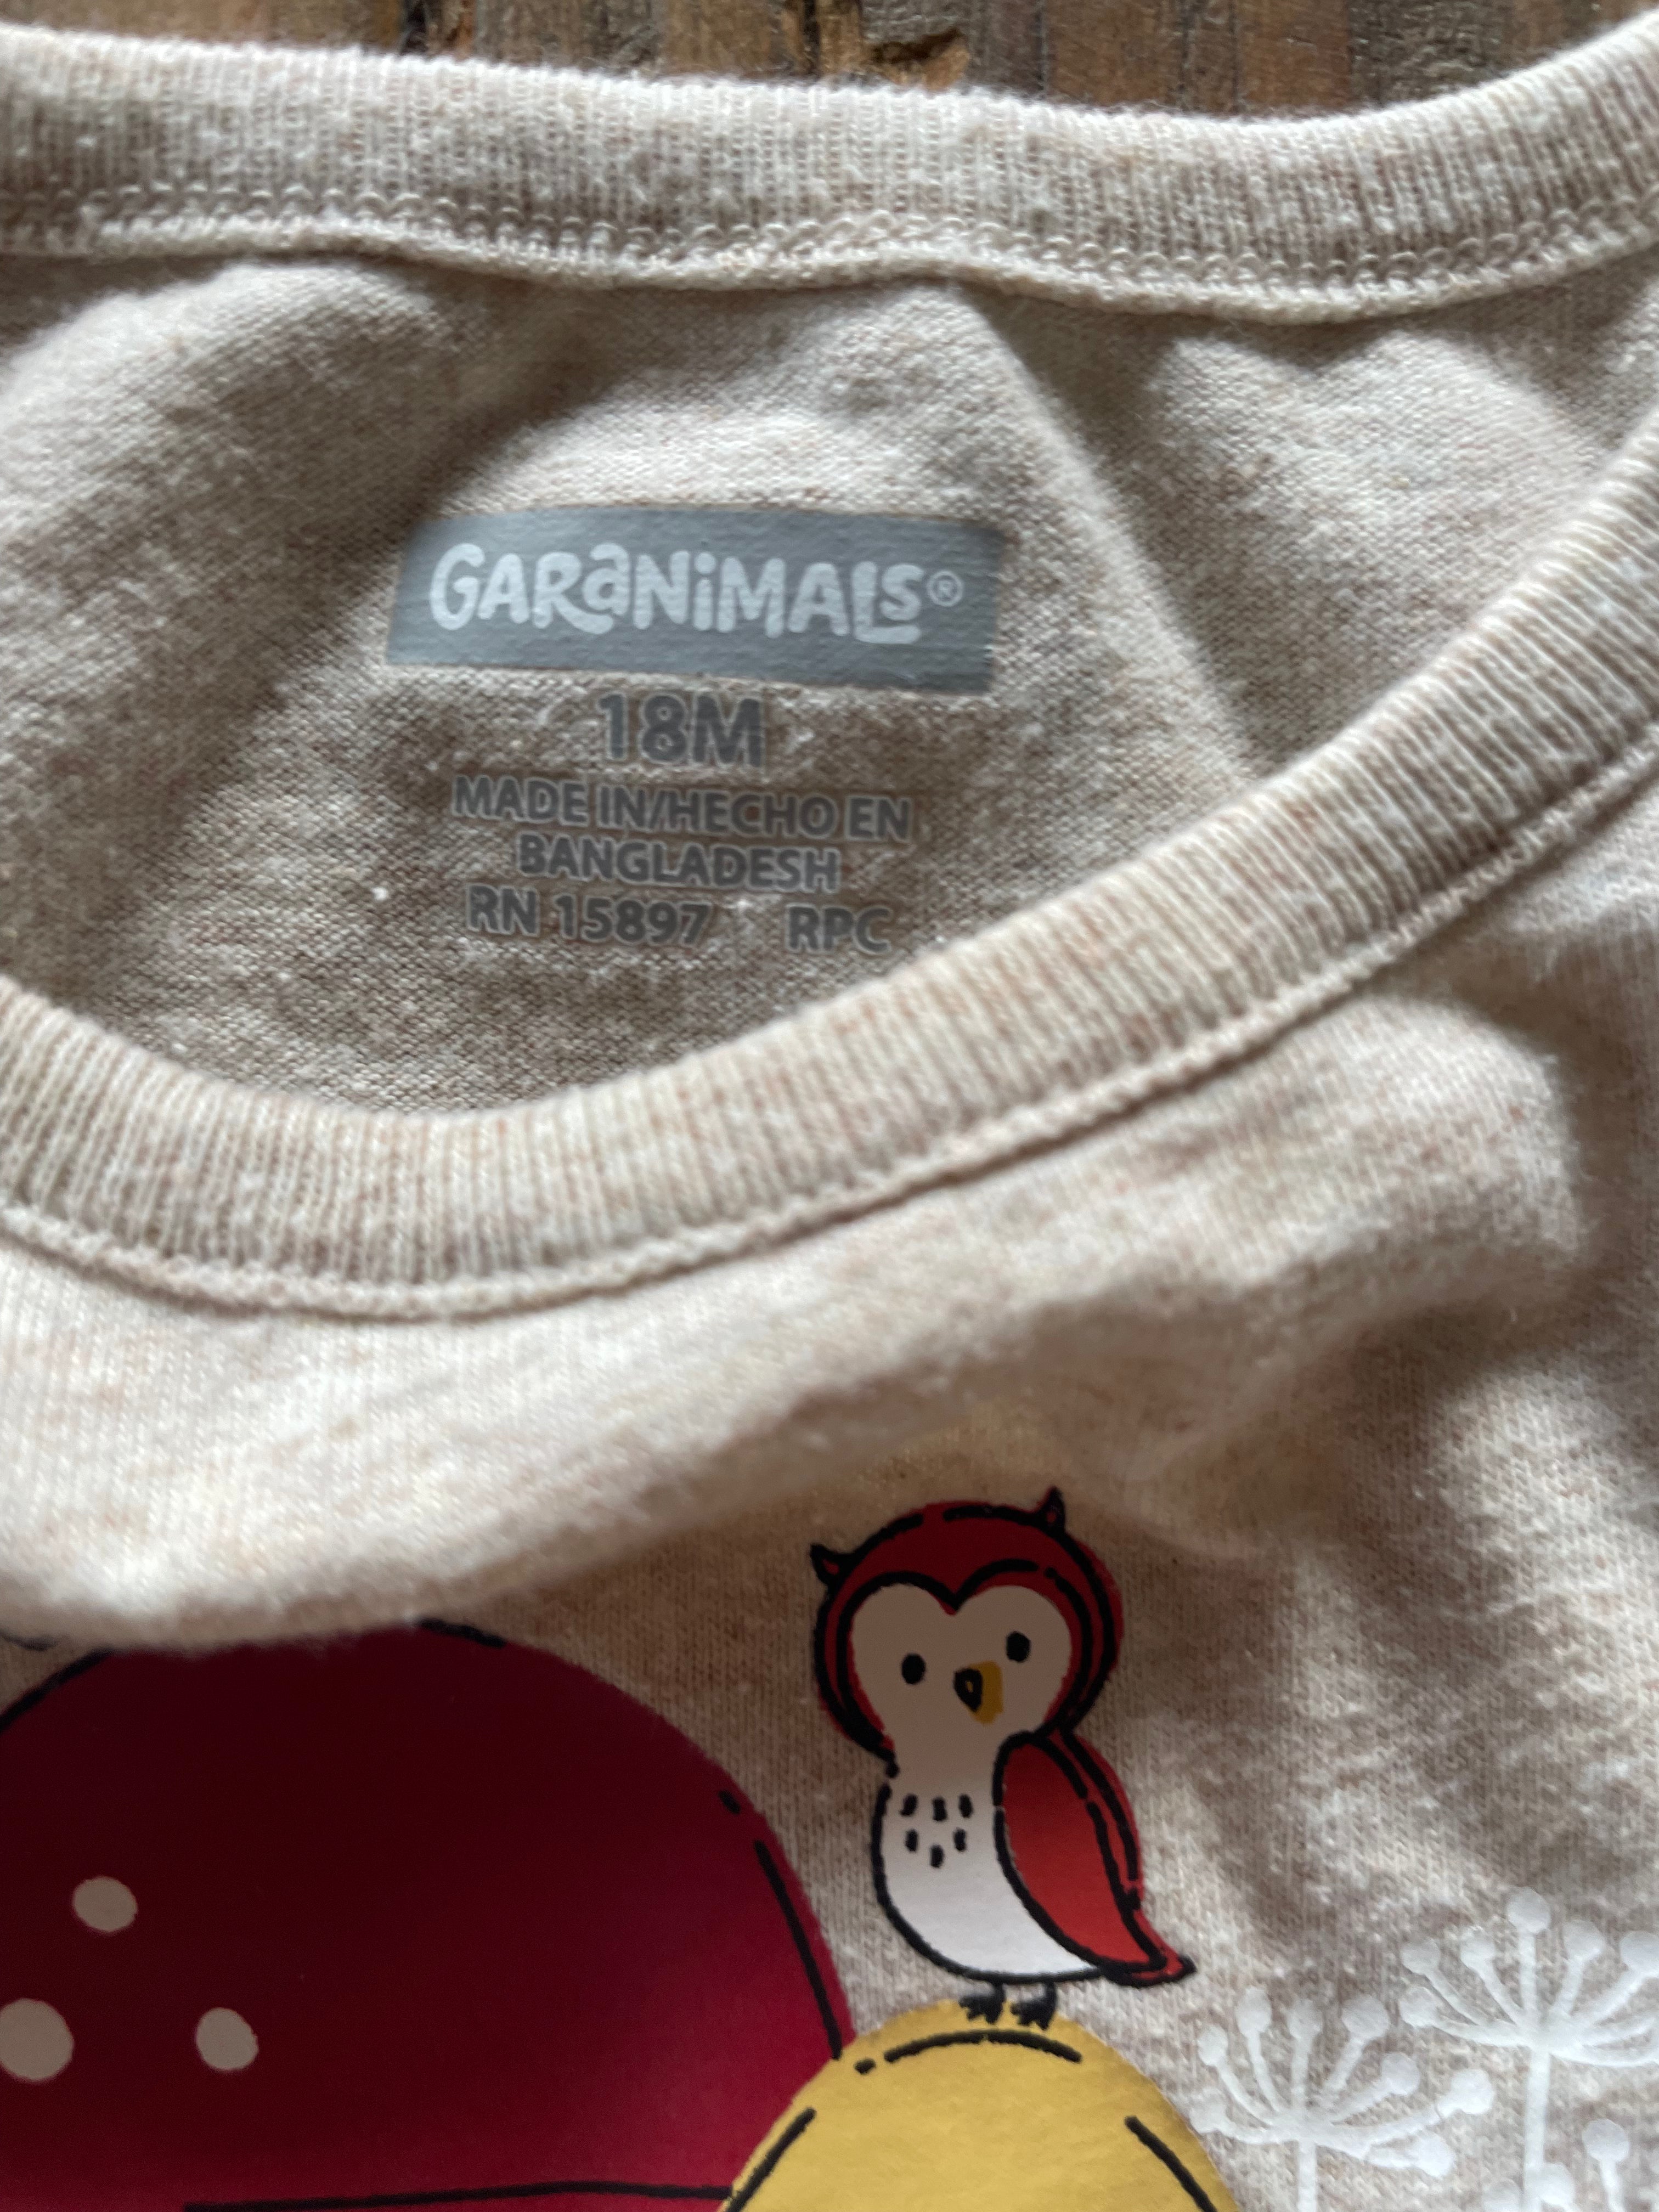 GARaNiMALS®
18M
MADE IN/HECHO EN
BANGLADESH
RN 15897 RPC